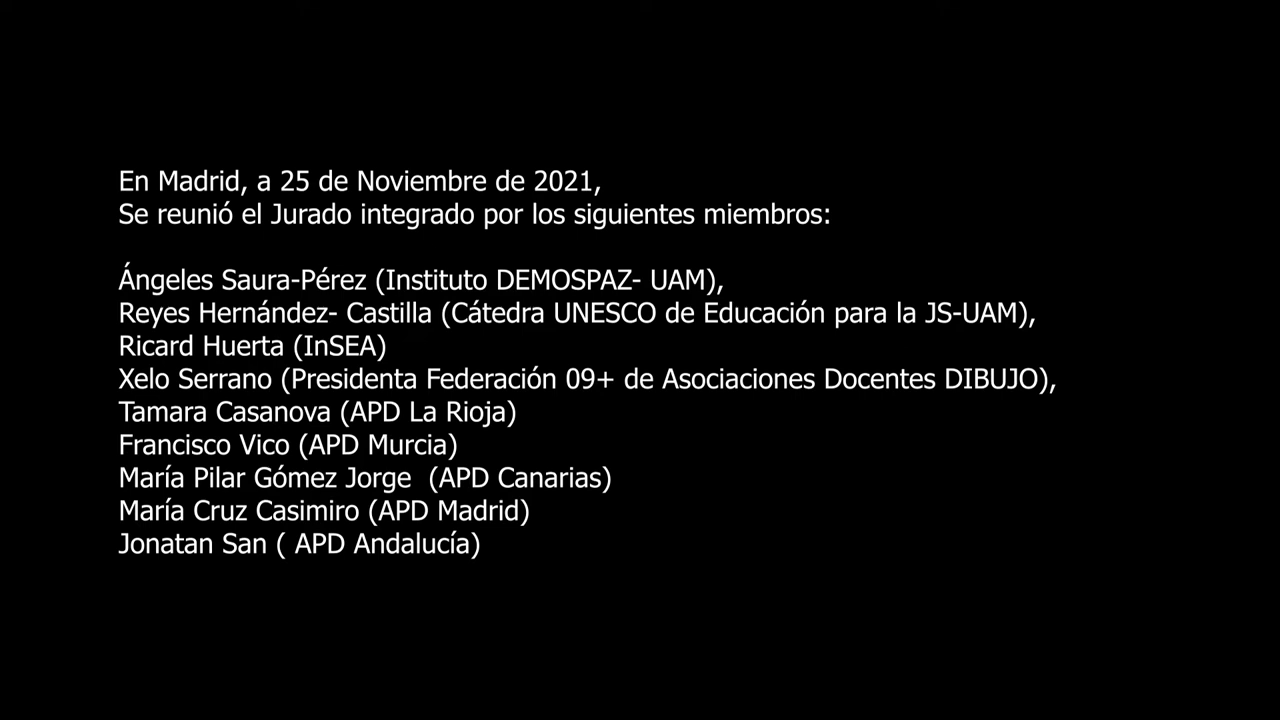 En Madrid, a 25 de Noviembre de 2021,
Se reunió el Jurado integrado por los siguientes miembros:
Ángeles Saura-Pérez (Instituto DEMOSPAZ- UAM),
Reyes Hernández- Castilla (Cátedra UNESCO de Educación para la JS-UAM),
Ricard Huerta (InSEA)
Xelo Serrano (Presidenta Federación 09+ de Asociaciones Docentes DIBUJO),
Tamara Casanova (APD La Rioja)
Francisco Vico (APD Murcia)
María Pilar Gómez Jorge  (APD Canarias)
María Cruz Casimiro (APD Madrid)
Jonatan San ( APD Andalucía)